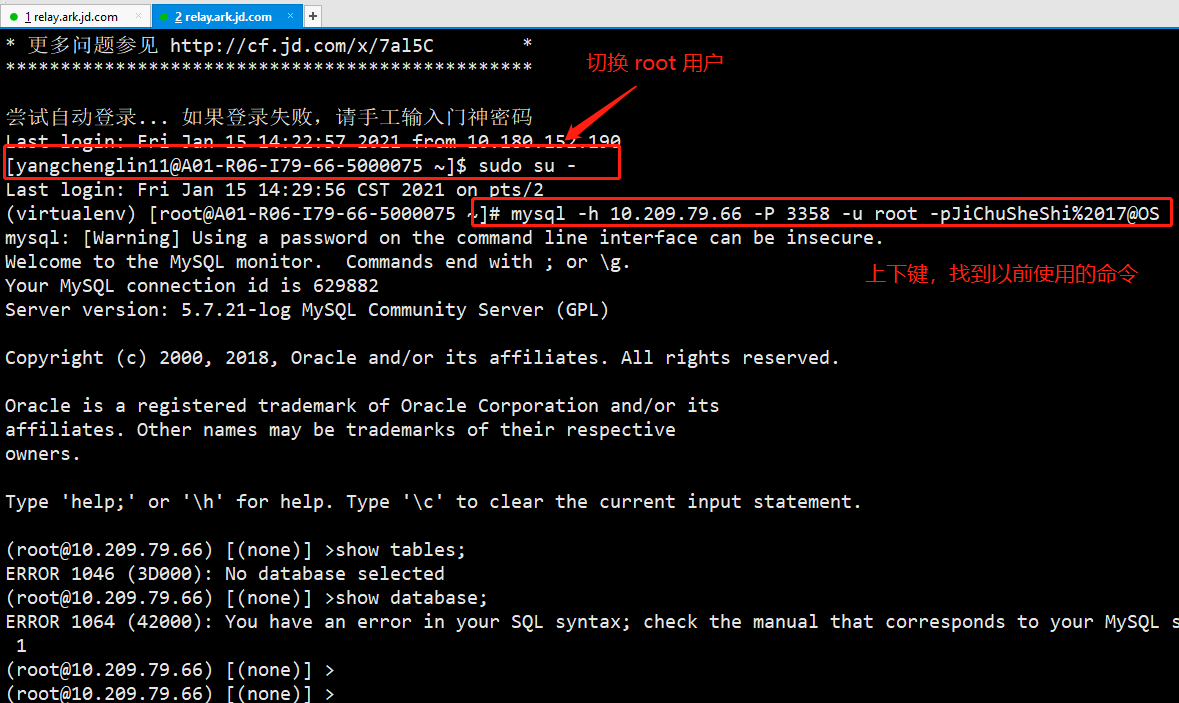 1 relay.ark.jd.com × 2 relay.ark.jd.com × +
* 更多问题参见 http://cf.jd.com/x/7al5C *
************************************************
切换 root 用户
尝试自动登录... 如果登录失败，请手工输入门神密码
Last login: Fri Jan 15 14:22:57 2021 from 10.180.152.190
[yangchenglin11@A01-R06-I79-66-5000075 ~]$ sudo su -
Last login: Fri Jan 15 14:29:56 CST 2021 on pts/2
(virtualenv) [root@A01-R06-I79-66-5000075 ~]# mysql -h 10.209.79.66 -P 3358 -u root -pJiChuSheShi%2017@OS
mysql: [Warning] Using a password on the command line interface can be insecure.
Welcome to the MySQL monitor.  Commands end with ; or \g.
上下键，找到以前使用的命令
Your MySQL connection id is 629882
Server version: 5.7.21-log MySQL Community Server (GPL)
Copyright (c) 2000, 2018, Oracle and/or its affiliates. All rights reserved.
Oracle is a registered trademark of Oracle Corporation and/or its
affiliates. Other names may be trademarks of their respective
owners.
Type 'help;' or '\h' for help. Type '\c' to clear the current input statement.
(root@10.209.79.66) [(none)] >show tables;
ERROR 1046 (3D000): No database selected
(root@10.209.79.66) [(none)] >show database;
ERROR 1064 (42000): You have an error in your SQL syntax; check the manual that corresponds to your MySQL s
1
(root@10.209.79.66) [(none)] >
(root@10.209.79.66) [(none)] >